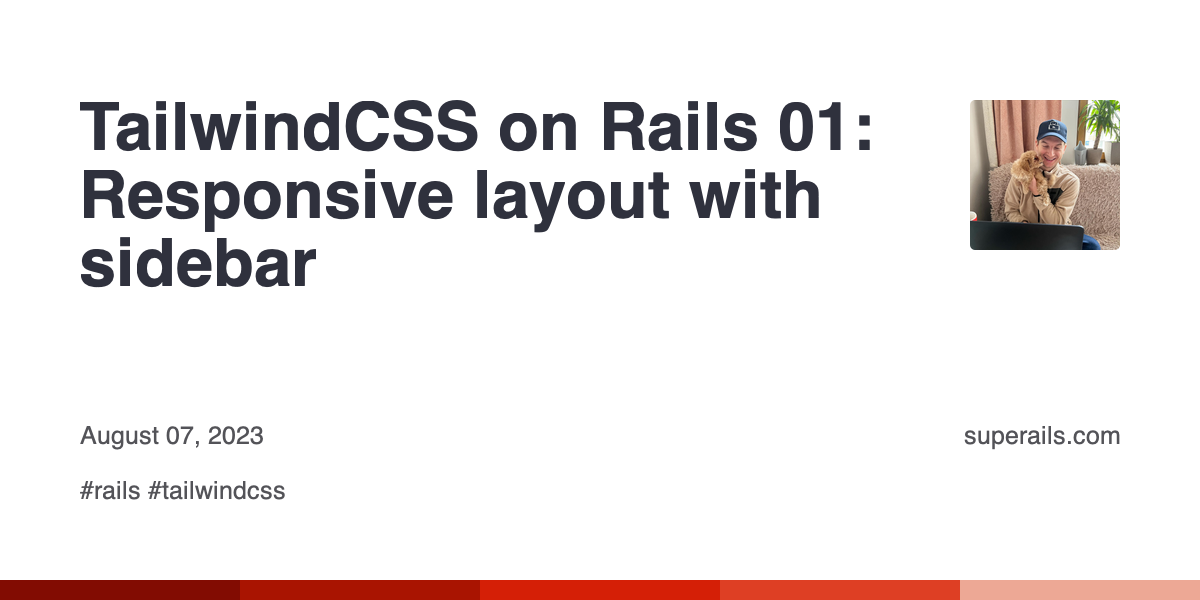 TailwindCSS on Rails 01:
Responsive layout with
sidebar
August 07, 2023
superails.com
#rails #tailwindcss